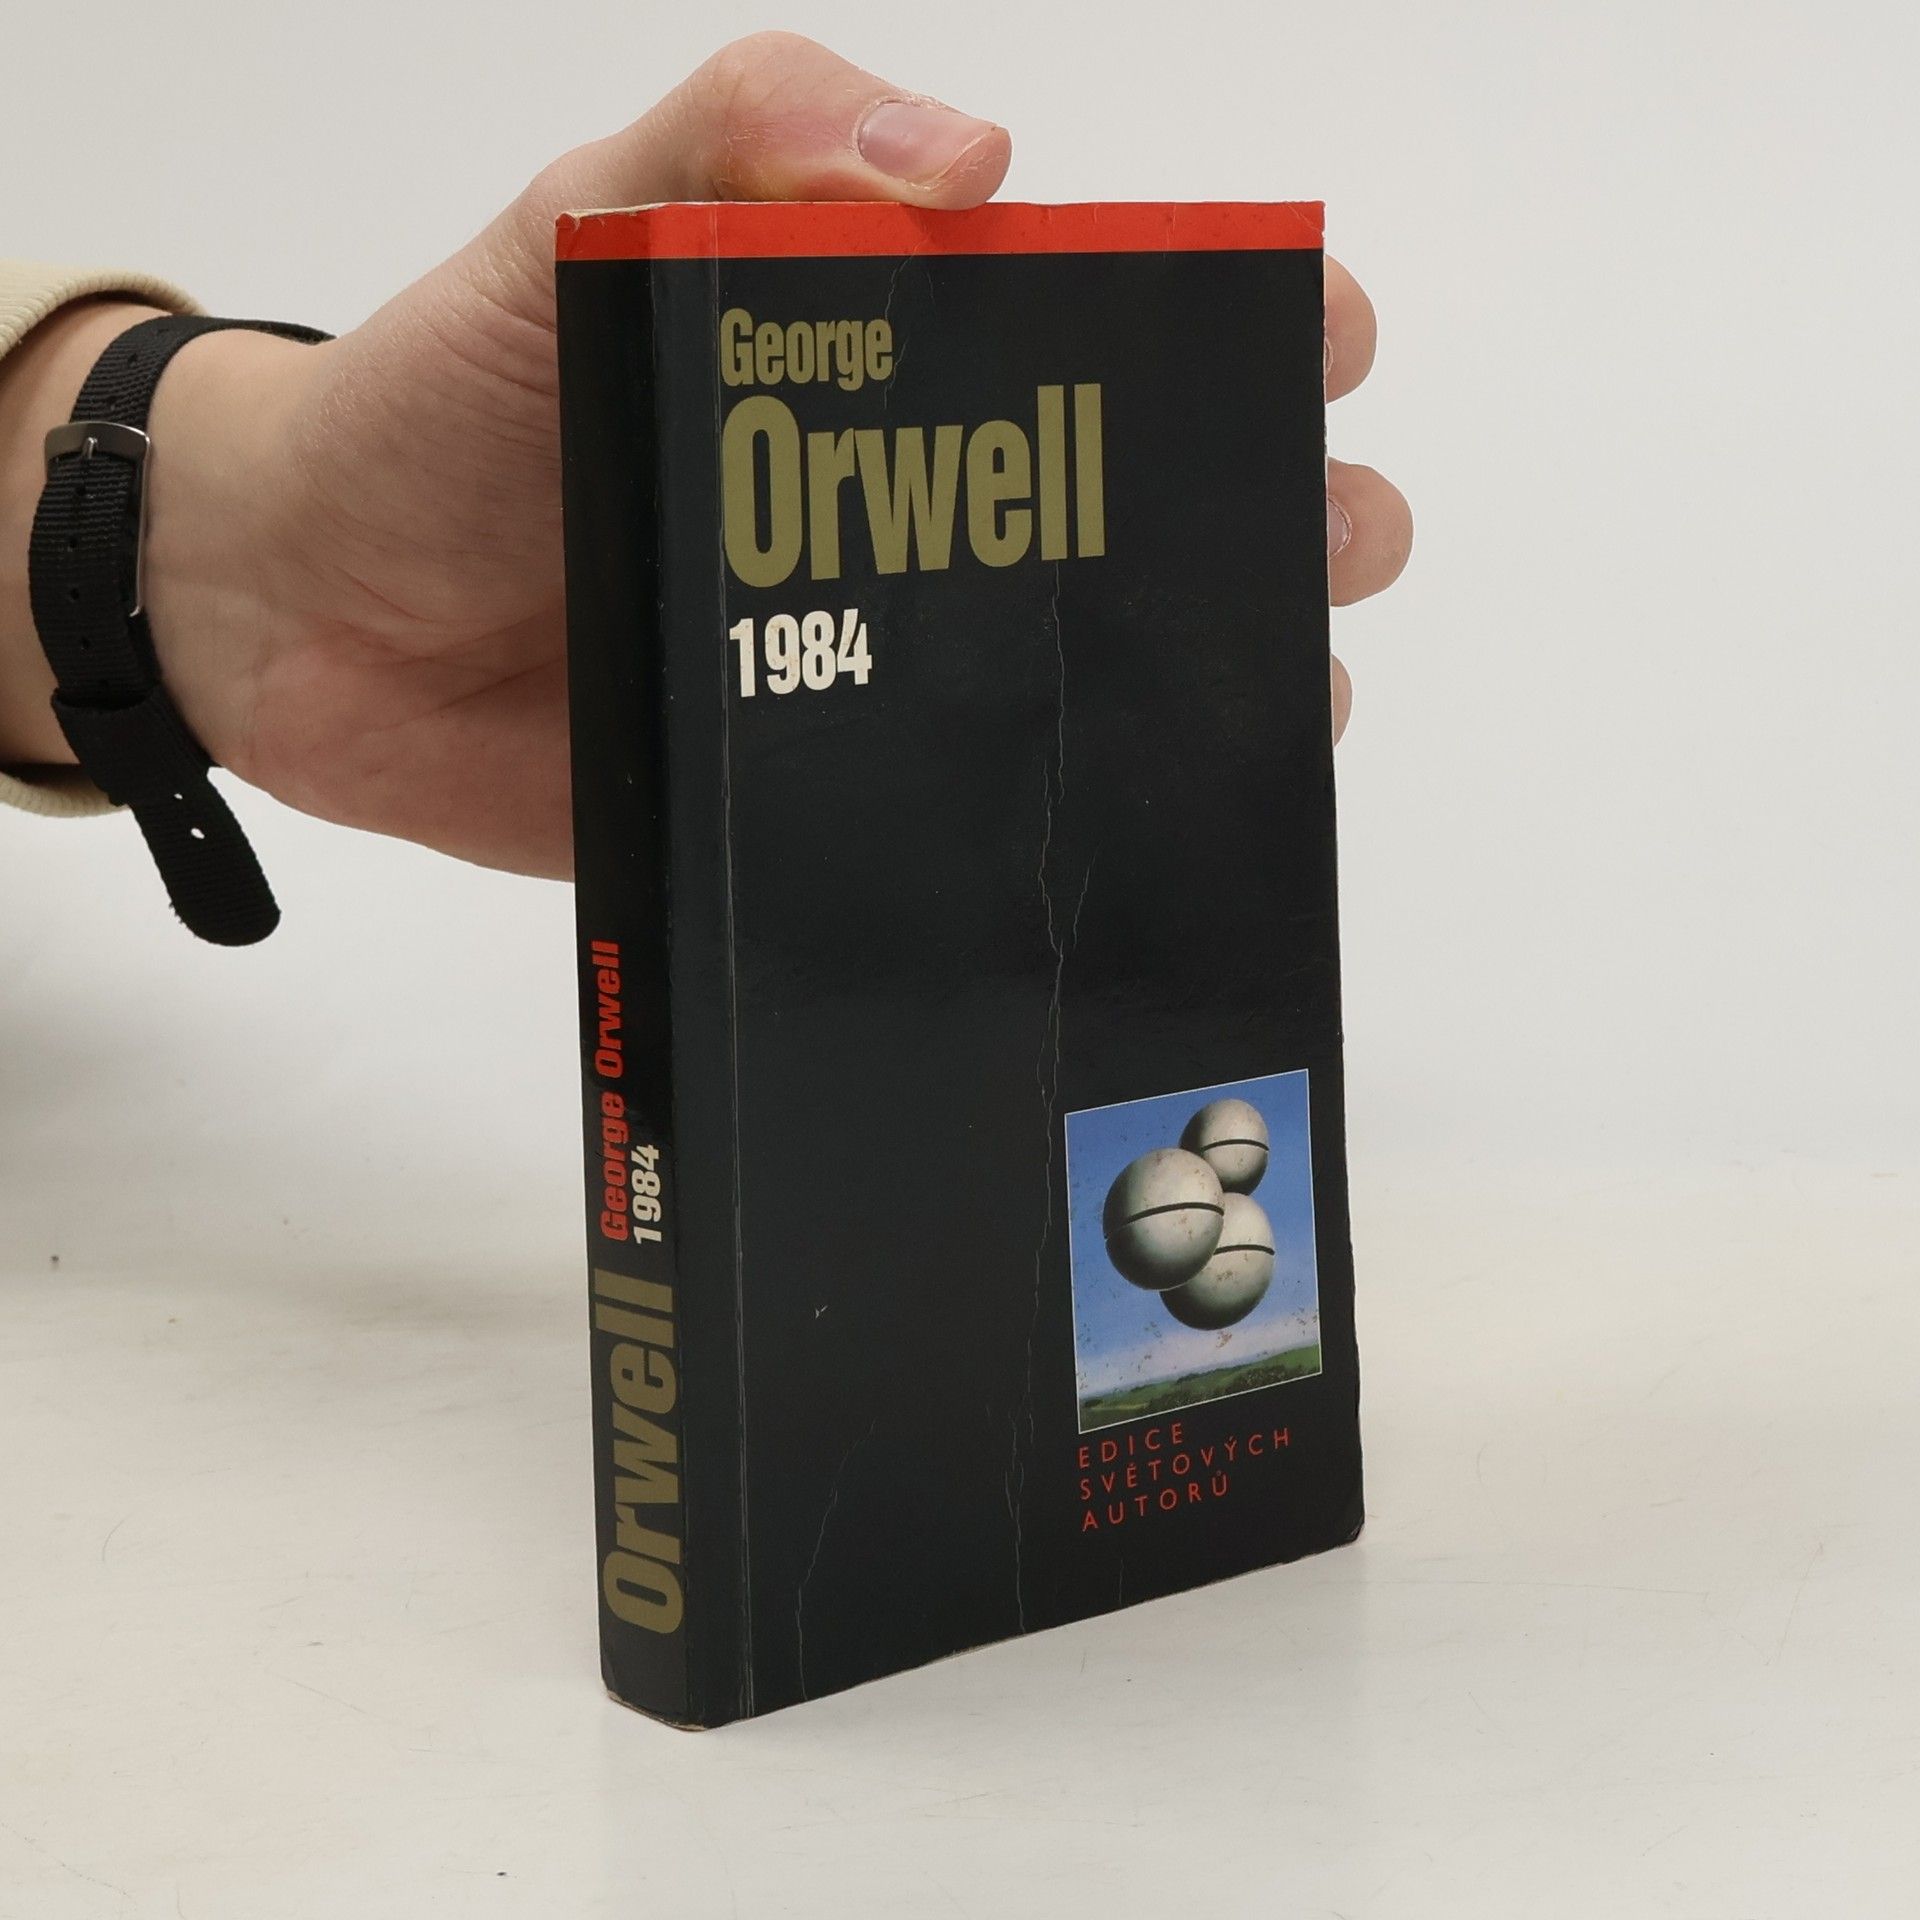 George
Orwell
1984
EDICE
SVĚTOVÝCH
AUTORŮ
Orwell
George Orwell
1984